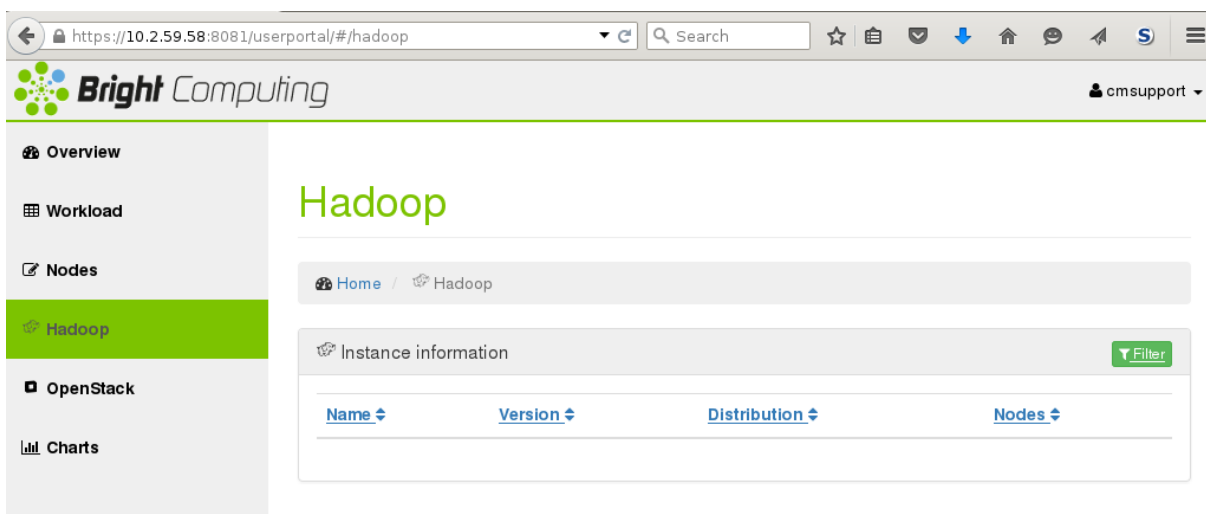 https://10.2.59.58:8081/userportal/#/hadoop
Search
S
Bright Computing
cmsupport
Overview
Workload
Nodes
Hadoop
OpenStack
Charts
Hadoop
Home / Hadoop
Instance information
Filter
Name Version Distribution Nodes